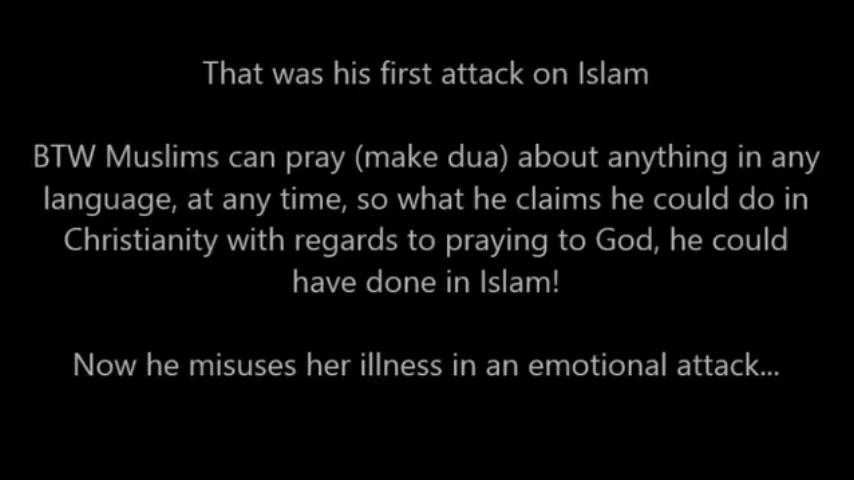 That was his first attack on Islam
BTW Muslims can pray (make dua) about anything in any
language, at any time, so what he claims he could do in
Christianity with regards to praying to God, he could
have done in Islam!
Now he misuses her illness in an emotional attack...